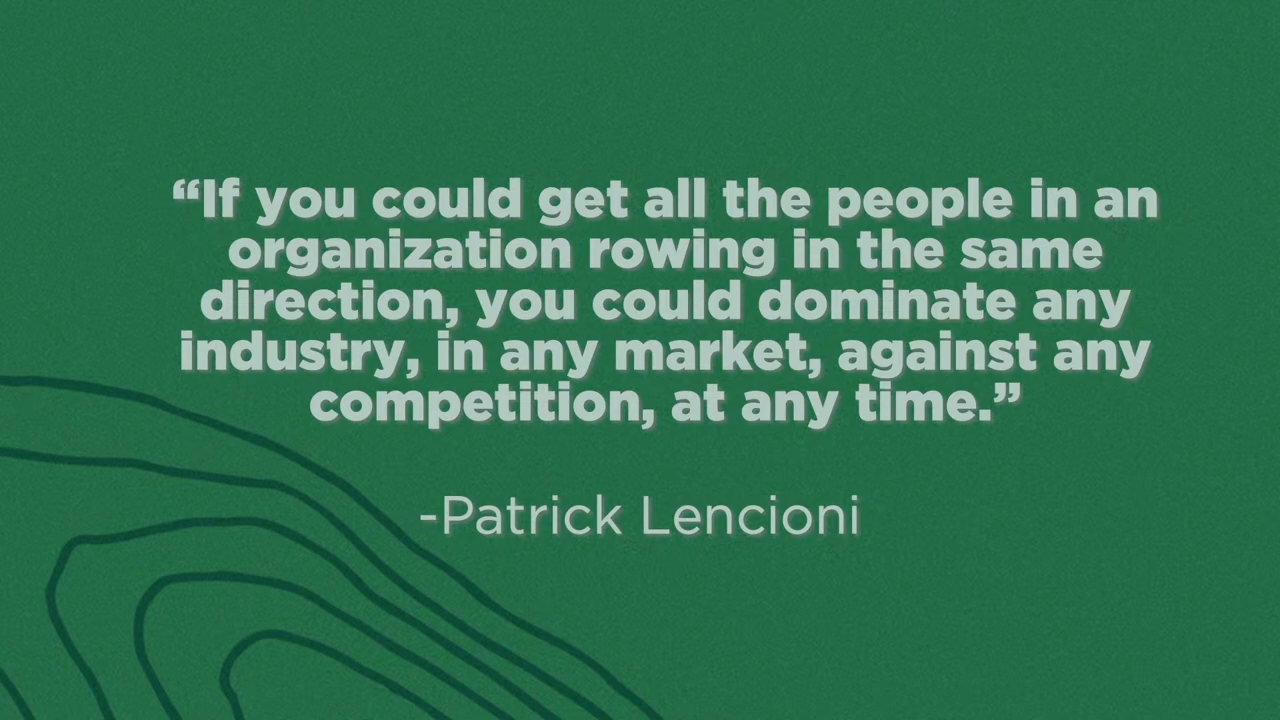 “If you could get all the people in an
organization rowing in the same
direction, you could dominate any
industry, in any market, against any
competition, at any time.”
-Patrick Lencioni